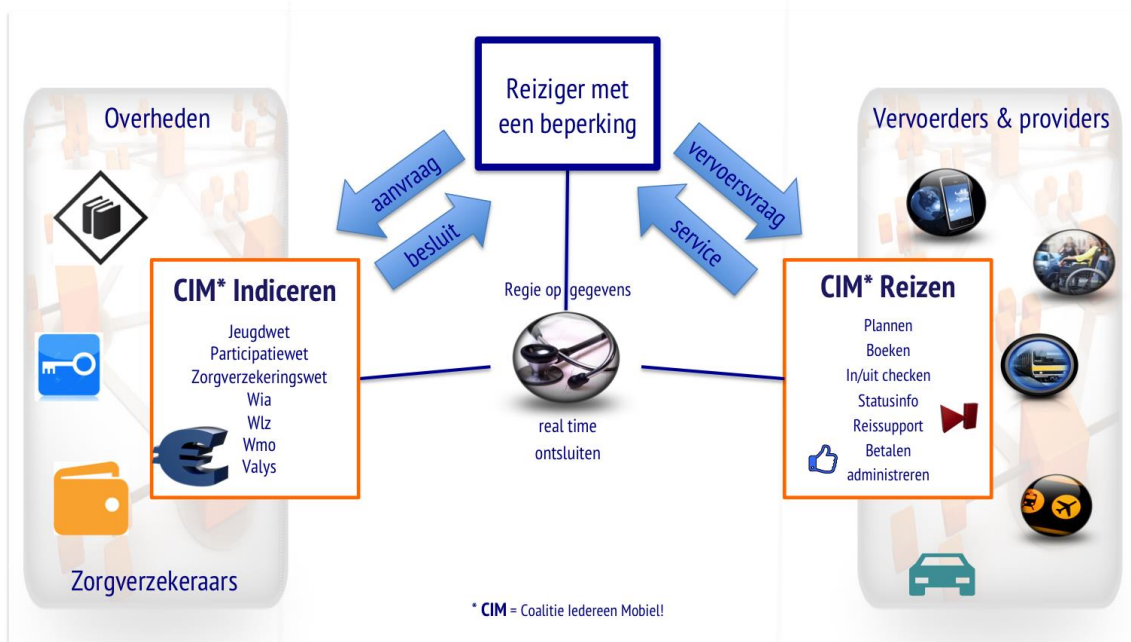 Reiziger met
een beperking
Overheden
Vervoerders & providers
aanvraag
besluit
vervoersvraag
service
CIM* Indiceren
Jeugdwet
Participatiewet
Zorgverzekeringswet
Wia
Wlz
Wmo
Valys
Regie op gegevens
real time
ontsluiten
CIM* Reizen
Plannen
Boeken
In/uit checken
Statusinfo
Reissupport
Betalen
administreren
Zorgverzekeraars
* CIM = Coalitie Iedereen Mobiel!